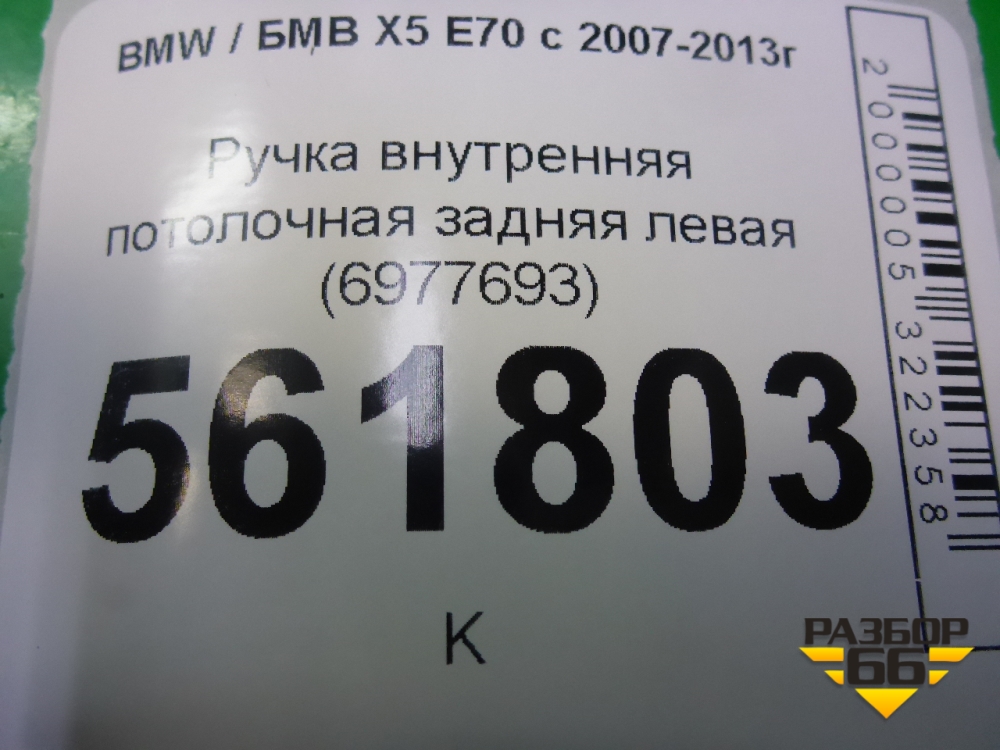 BMW / БМВ X5 E70 с 2007-2013г
Ручка внутренняя
потолочная задняя левая
(6977693)
561803
К
2000005322358
РАЗБОР
66